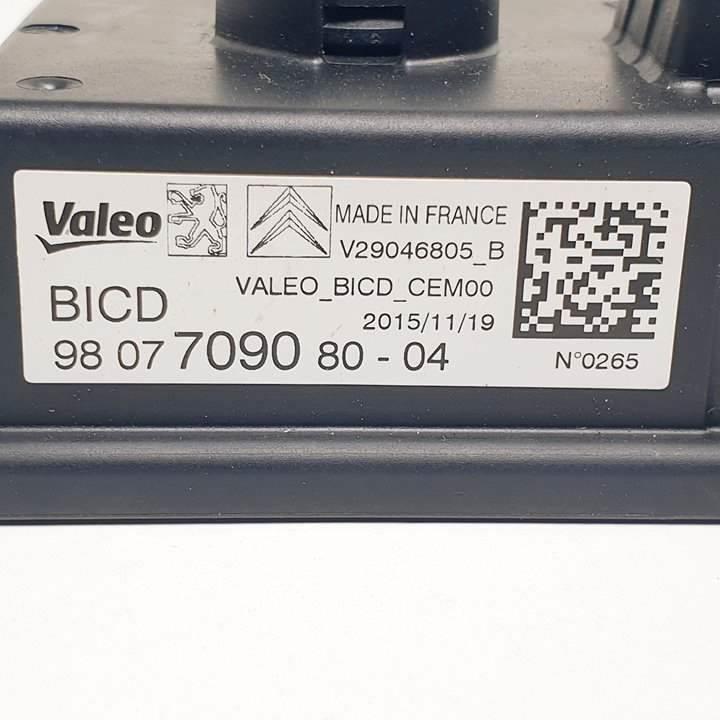 Valeo
MADE IN FRANCE
V29046805_B
VALEO_BICD_CEM00
BICD
2015/11/19
98 07 7090 80 - 04
N°0265